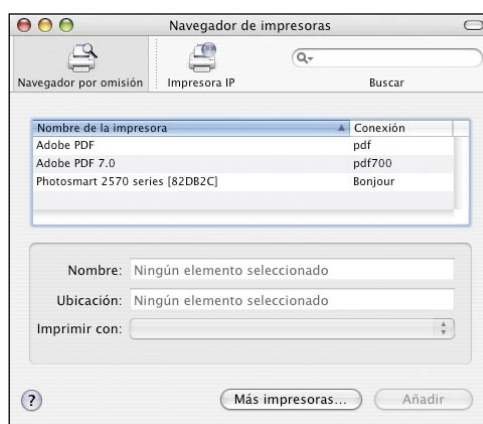 Navegador de impresoras
Navegador por omisión
Impresora IP
Buscar
Nombre de la impresora Conexión
Adobe PDF pdf
Adobe PDF 7.0 pdf700
Photosmart 2570 series [82DB2C] Bonjour
Nombre: Ningún elemento seleccionado
Ubicación: Ningún elemento seleccionado
Imprimir con:
? Más impresoras... Añadir